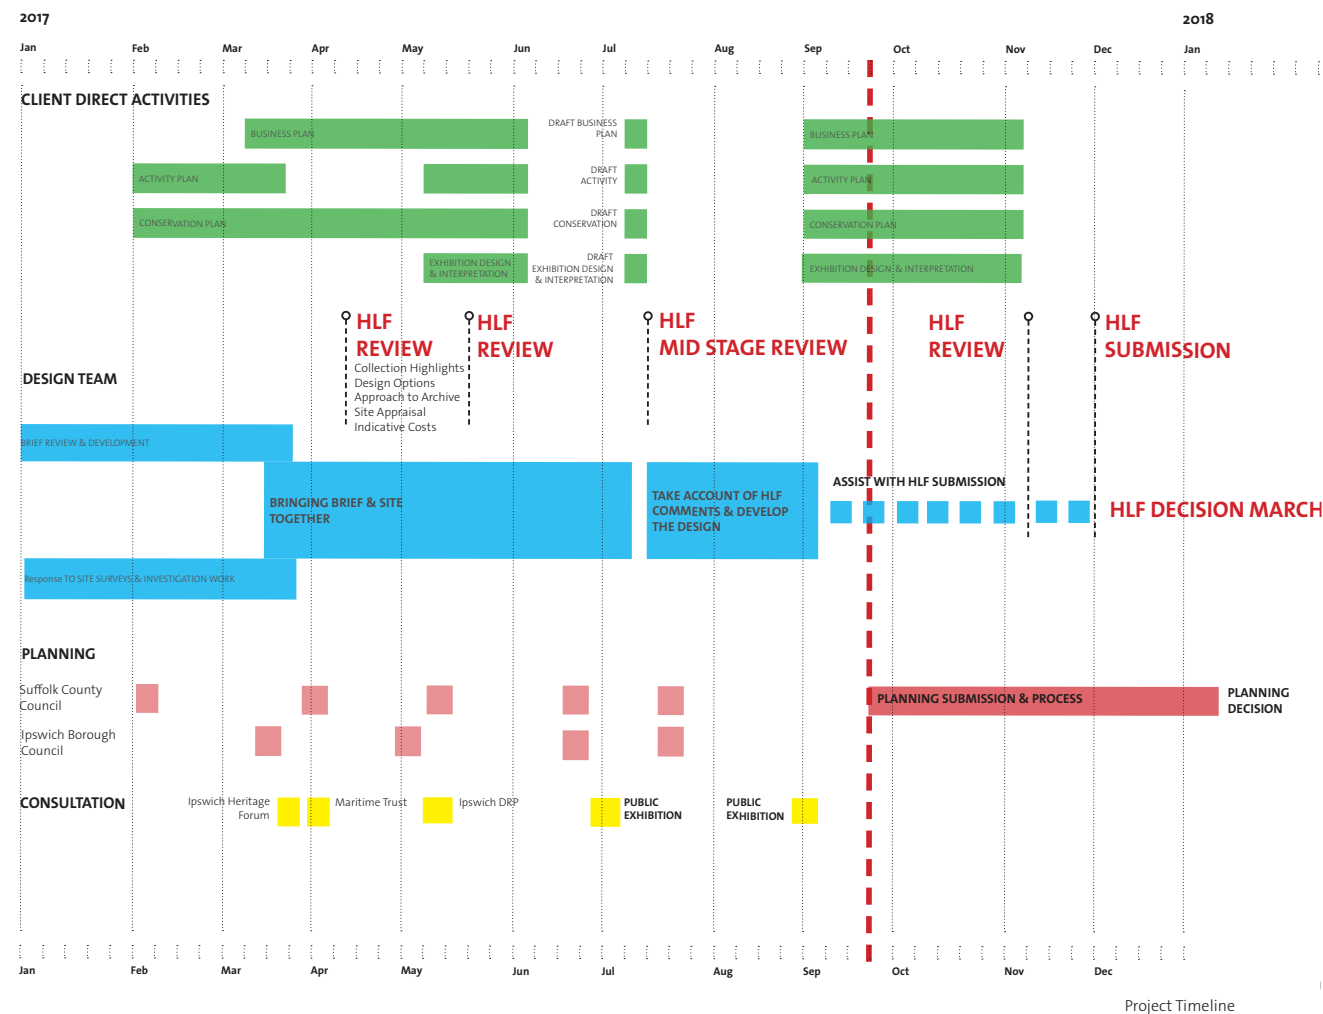 2017
2018
Jan Feb Mar Apr May Jun Jul Aug Sep Oct Nov Dec Jan
CLIENT DIRECT ACTIVITIES
BUSINESS PLAN
DRAFT BUSINESS
PLAN
BUSINESS PLAN
ACTIVITY PLAN
DRAFT
ACTIVITY
ACTIVITY PLAN
CONSERVATION PLAN
DRAFT
CONSERVATION
CONSERVATION PLAN
EXHIBITION DESIGN
& INTERPRETATION
DRAFT
EXHIBITION DESIGN
& INTERPRETATION
EXHIBITION DESIGN & INTERPRETATION
HLF
REVIEW
Collection Highlights
Design Options
Approach to Archive
Site Appraisal
Indicative Costs
HLF
REVIEW
HLF
MID STAGE REVIEW
HLF
REVIEW
HLF
SUBMISSION
DESIGN TEAM
BRIEF REVIEW & DEVELOPMENT
BRINGING BRIEF & SITE
TOGETHER
TAKE ACCOUNT OF HLF
COMMENTS & DEVELOP
THE DESIGN
ASSIST WITH HLF SUBMISSION
HLF DECISION MARCH
Response TO SITE SURVEYS & INVESTIGATION WORK
PLANNING
Suffolk County
Council
PLANNING SUBMISSION & PROCESS
PLANNING
DECISION
Ipswich Borough
Council
CONSULTATION
Ipswich Heritage
Forum
Maritime Trust
Ipswich DRP
PUBLIC
EXHIBITION
PUBLIC
EXHIBITION
Jan Feb Mar Apr May Jun Jul Aug Sep Oct Nov Dec
Project Timeline